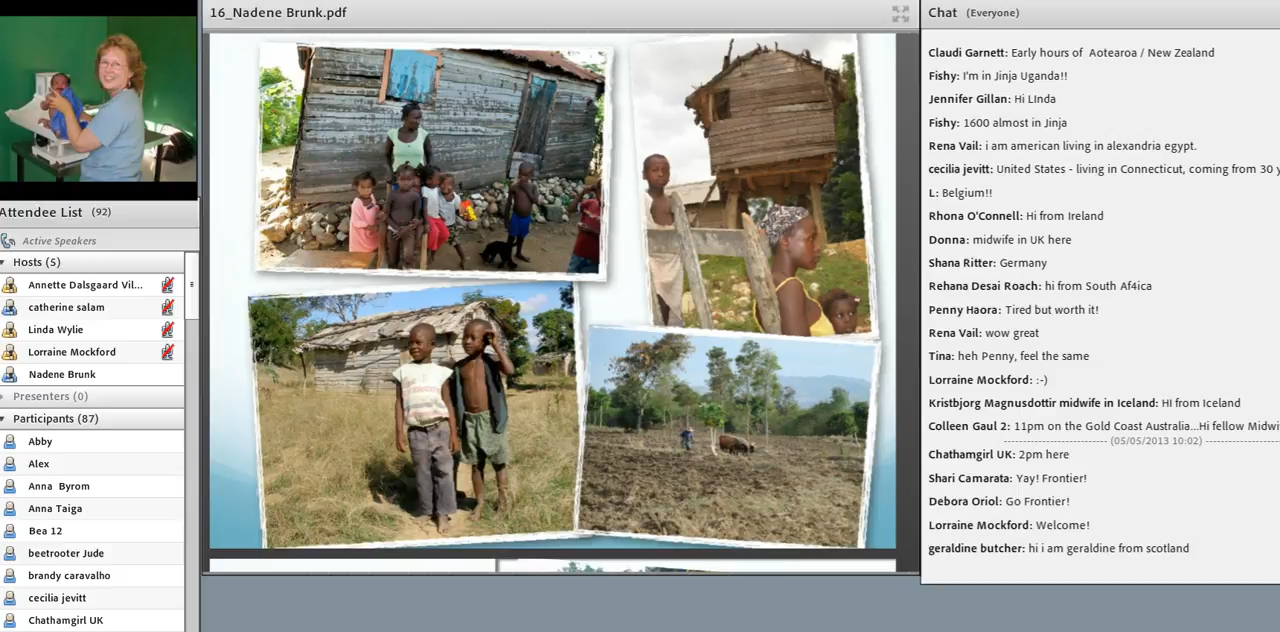 16_Nadene Brunk.pdf
Attendee List (92)
Active Speakers
Hosts (5)
Annette Dalsgaard Vil...
catherine salam
Linda Wylie
Lorraine Mockford
Nadene Brunk
Presenters (0)
Participants (87)
Abby
Alex
Anna Byrom
Anna Taiga
Bea 12
beetrooter Jude
brandy caravalho
cecilia jevitt
Chathamgirl UK
Chat (Everyone)
Claudi Garnett: Early hours of Aotearoa / New Zealand
Fishy: I'm in Jinja Uganda!!
Jennifer Gillan: Hi LInda
Fishy: 1600 almost in Jinja
Rena Vail: i am american living in alexandria egypt.
cecilia jevitt: United States - living in Connecticut, coming from 30 y
L: Belgium!!
Rhona O'Connell: Hi from Ireland
Donna: midwife in UK here
Shana Ritter: Germany
Rehana Desai Roach: hi from South Af4ica
Penny Haora: Tired but worth it!
Rena Vail: wow great
Tina: heh Penny, feel the same
Lorraine Mockford: :-)
Kristbjorg Magnusdottir midwife in Iceland: HI from Iceland
Colleen Gaul 2: 11pm on the Gold Coast Australia...Hi fellow Midwi
(05/05/2013 10:02)
Chathamgirl UK: 2pm here
Shari Camarata: Yay! Frontier!
Debora Oriol: Go Frontier!
Lorraine Mockford: Welcome!
geraldine butcher: hi i am geraldine from scotland